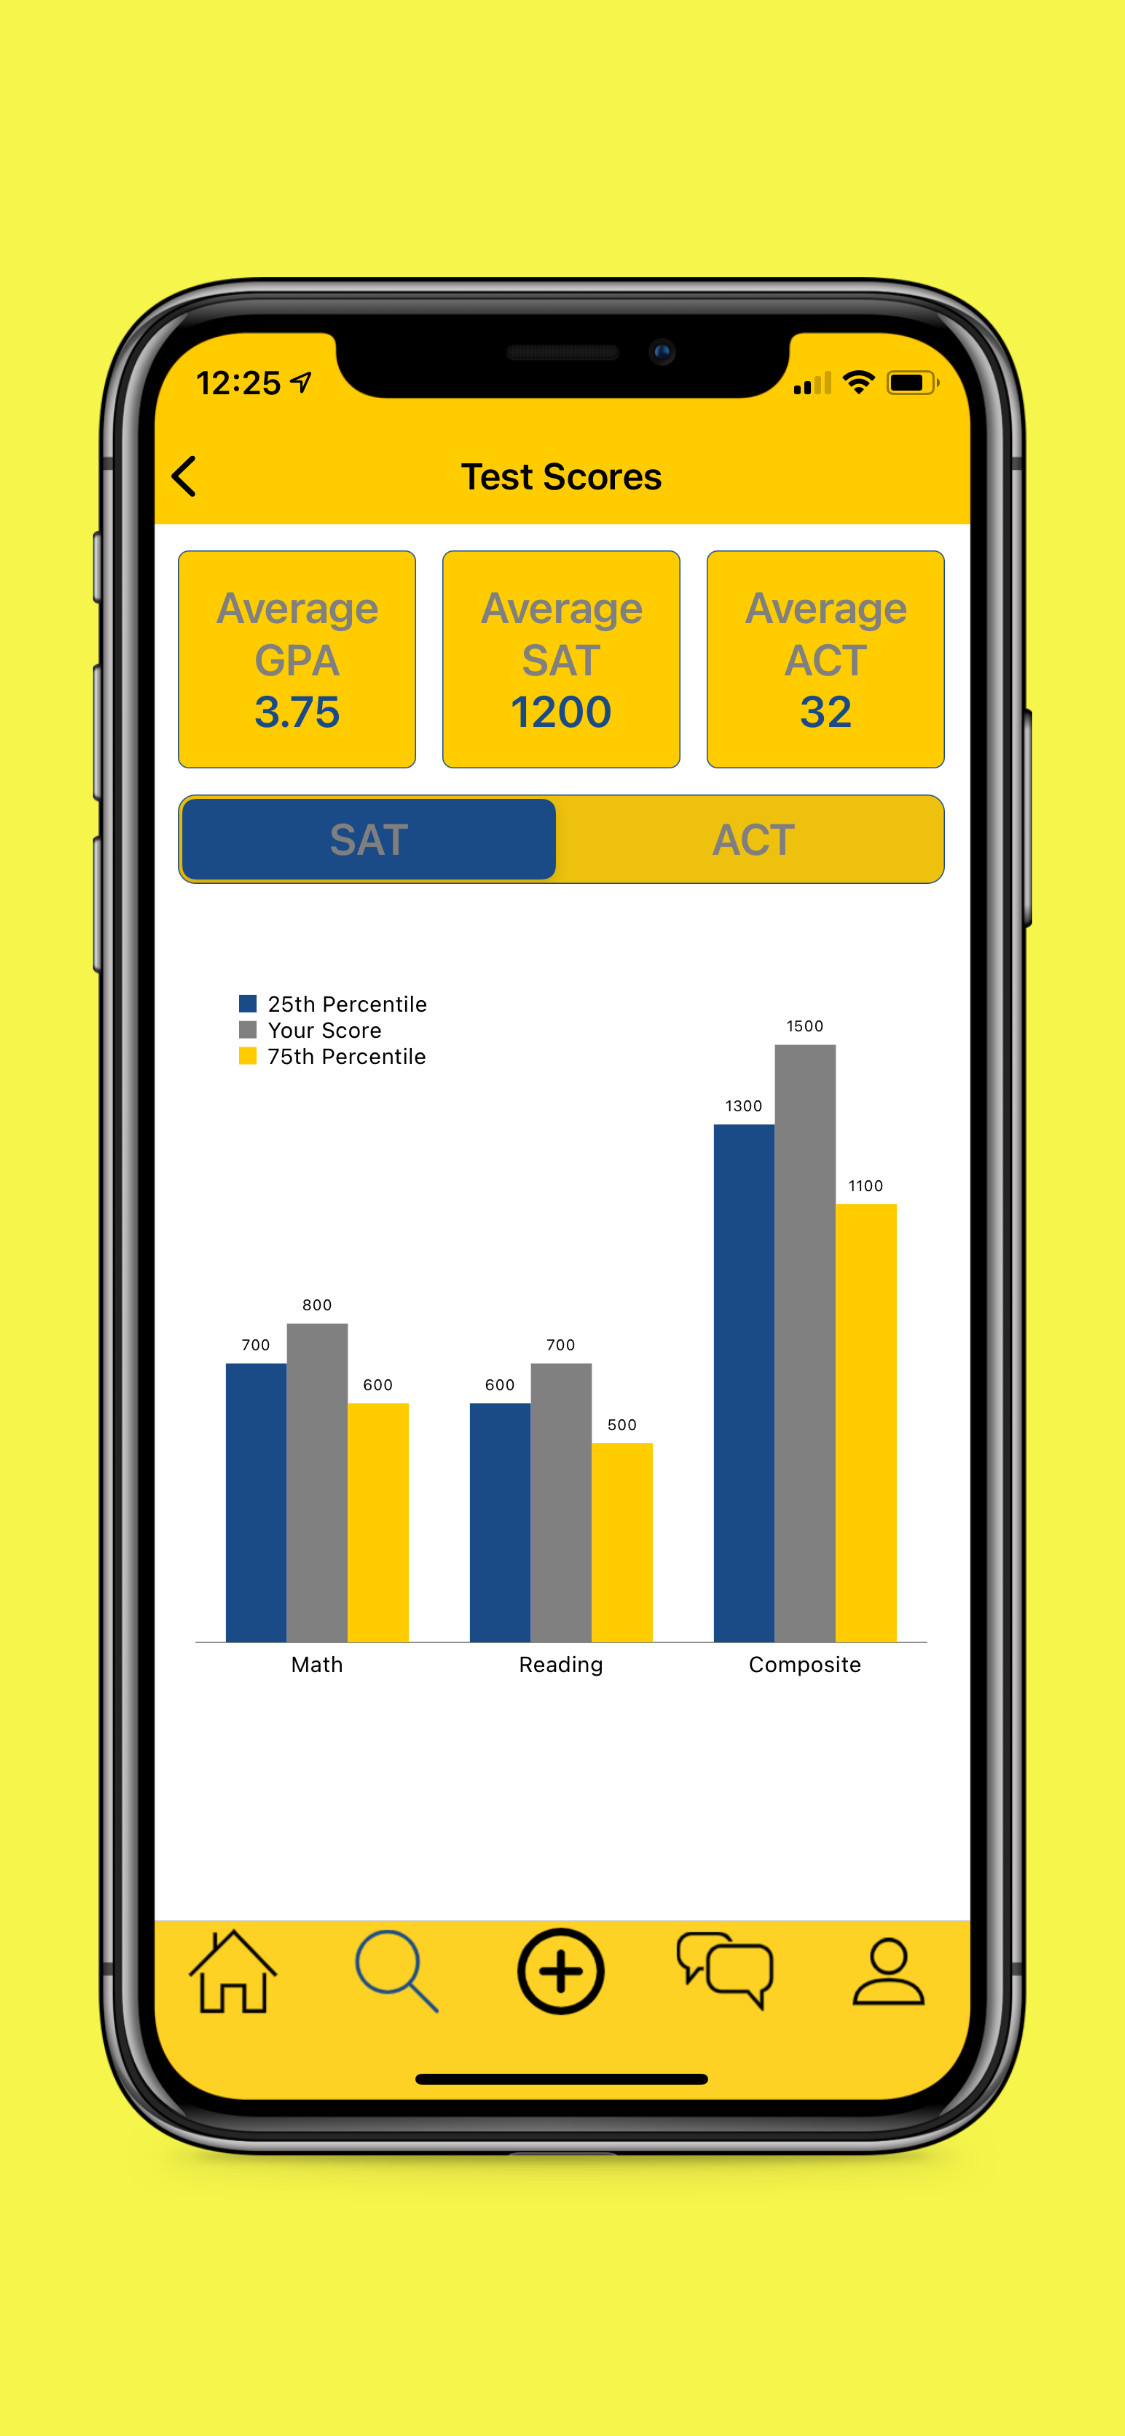 12:25
Test Scores
Average
GPA
3.75
Average
SAT
1200
Average
ACT
32
SAT
ACT
25th Percentile
Your Score
75th Percentile
700
800
600
600
700
500
1300
1500
1100
Math
Reading
Composite